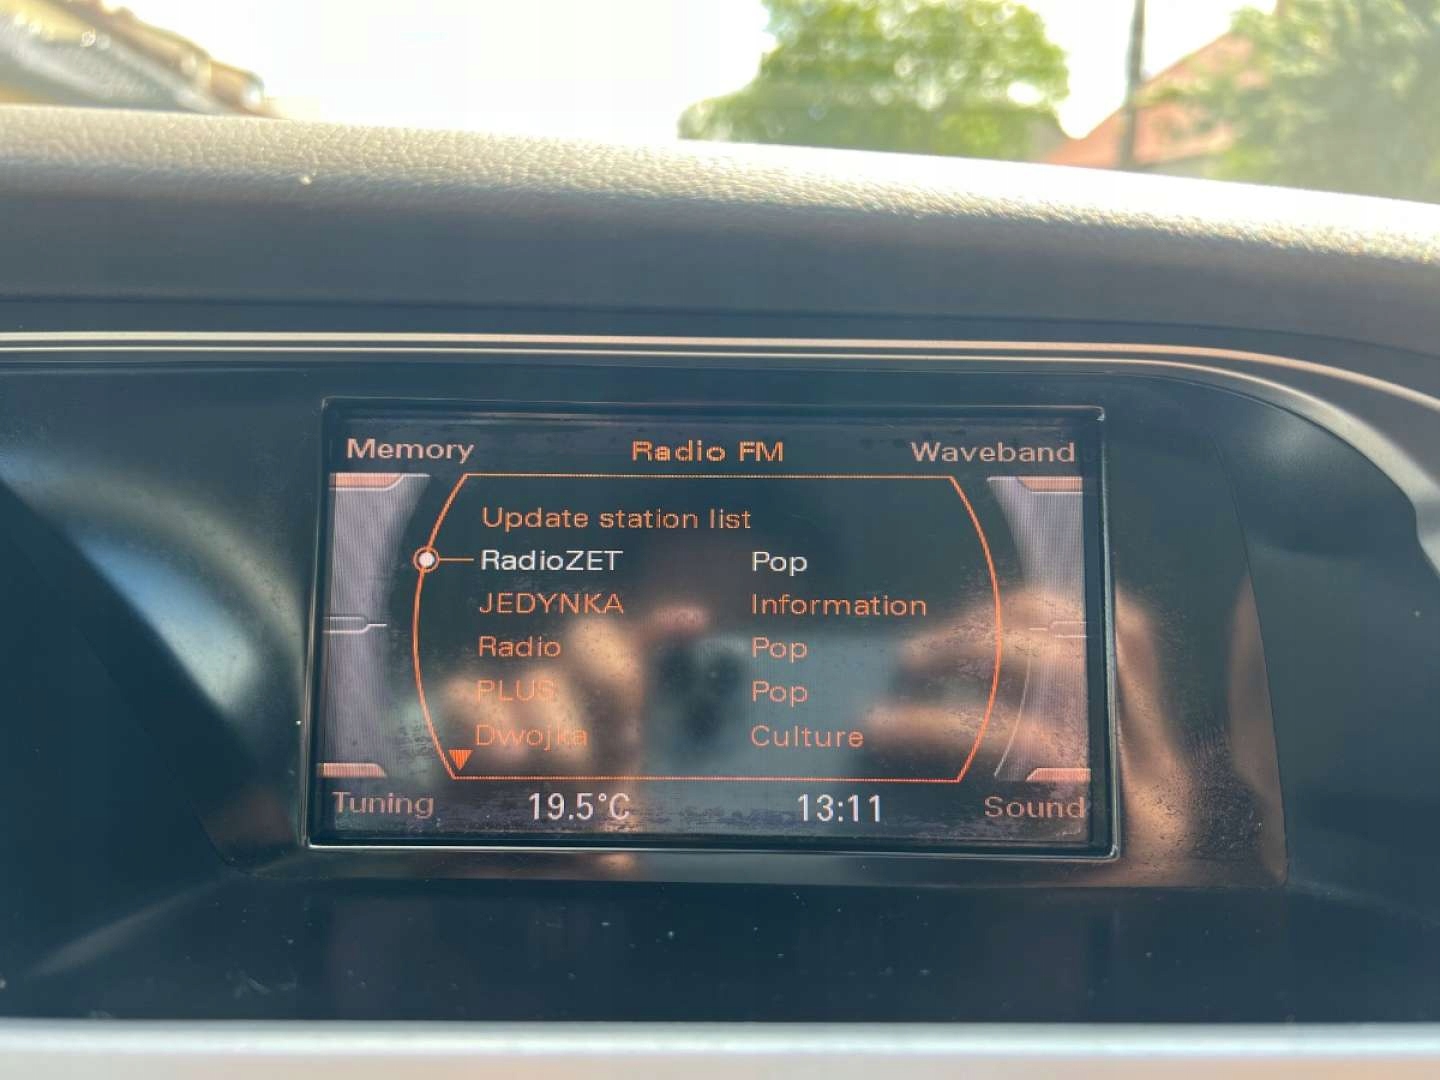 Memory Radio FM Waveband
Update station list
RadioZET Pop
JEDYNKA Information
Radio Pop
PLUS Pop
Dwojka Culture
Tuning 19.5°C 13:11 Sound